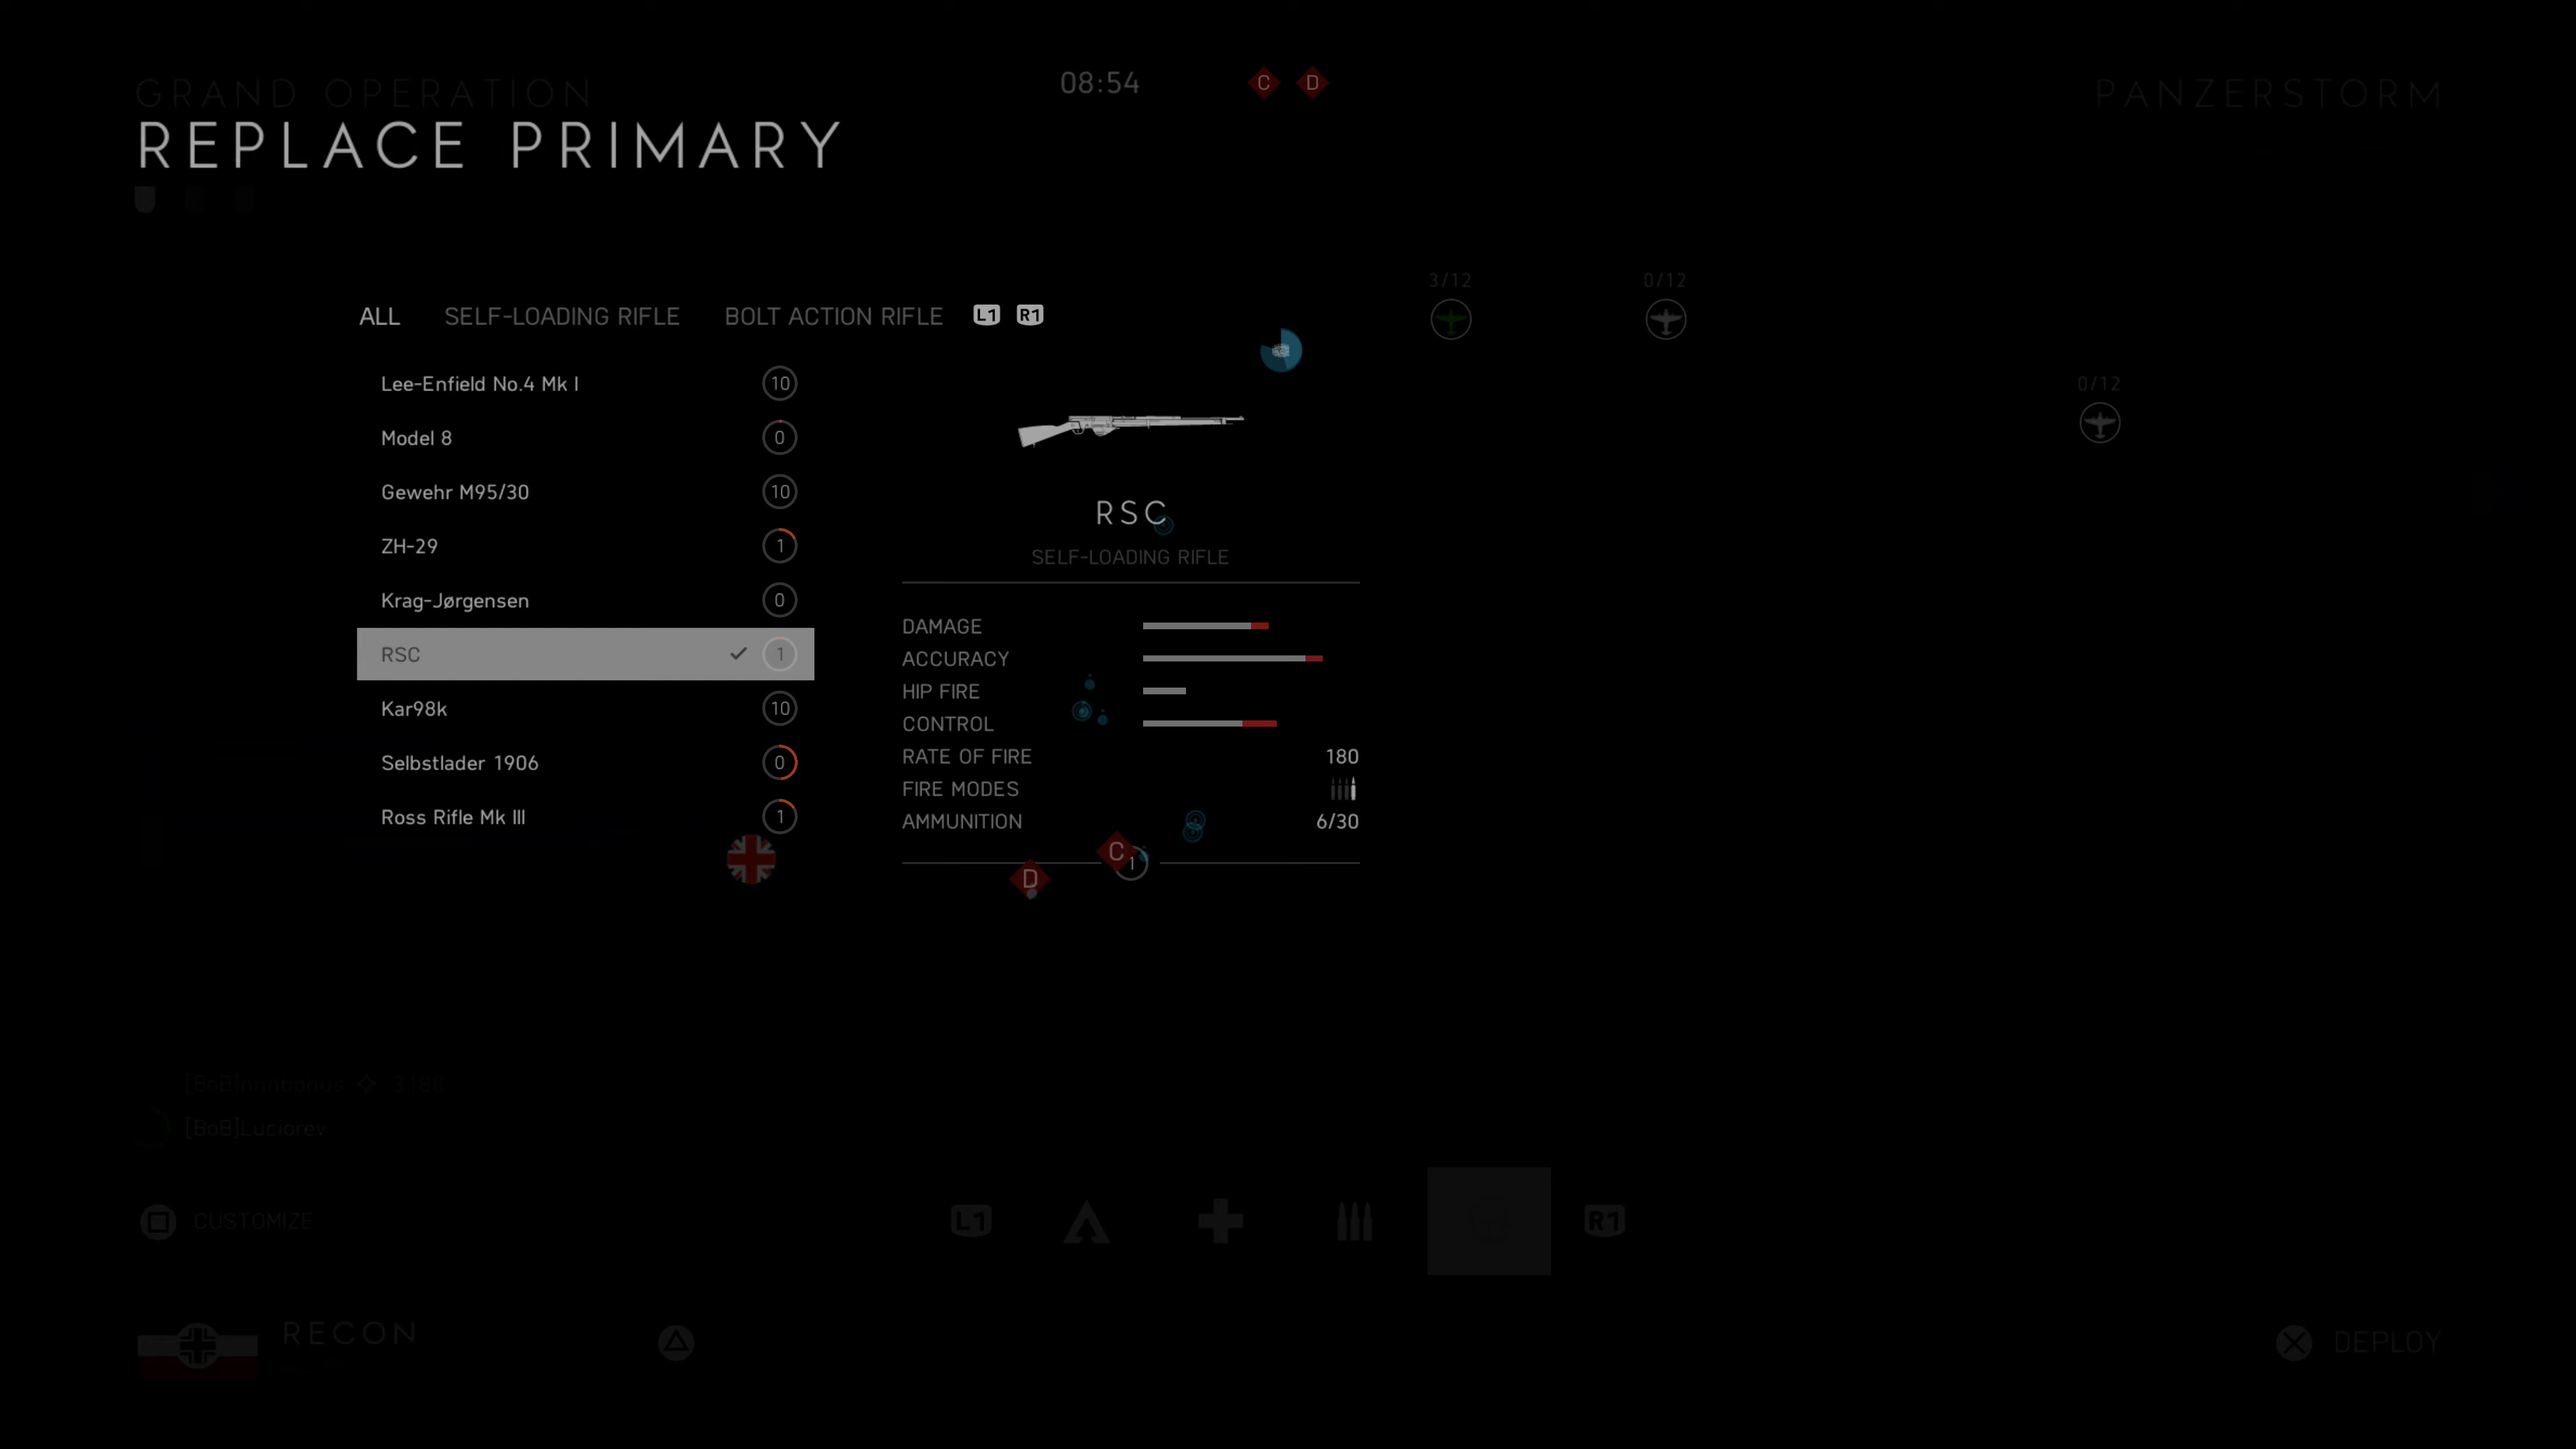 GRAND OPERATION
REPLACE PRIMARY
08:54
C D
PANZERSTORM
3/12
0/12
0/12
ALL SELF-LOADING RIFLE BOLT ACTION RIFLE L1 R1
Lee-Enfield No.4 Mk I 10
Model 8 0
Gewehr M95/30 10
ZH-29 1
Krag-Jørgensen 0
RSC 1
Kar98k 10
Selbstlader 1906 0
Ross Rifle Mk III 1
RSC
SELF-LOADING RIFLE
DAMAGE
ACCURACY
HIP FIRE
CONTROL
RATE OF FIRE 180
FIRE MODES
AMMUNITION 6/30
C 1
D
[BoB]Luciorev
CUSTOMIZE
L1 R1
RECON
DEPLOY